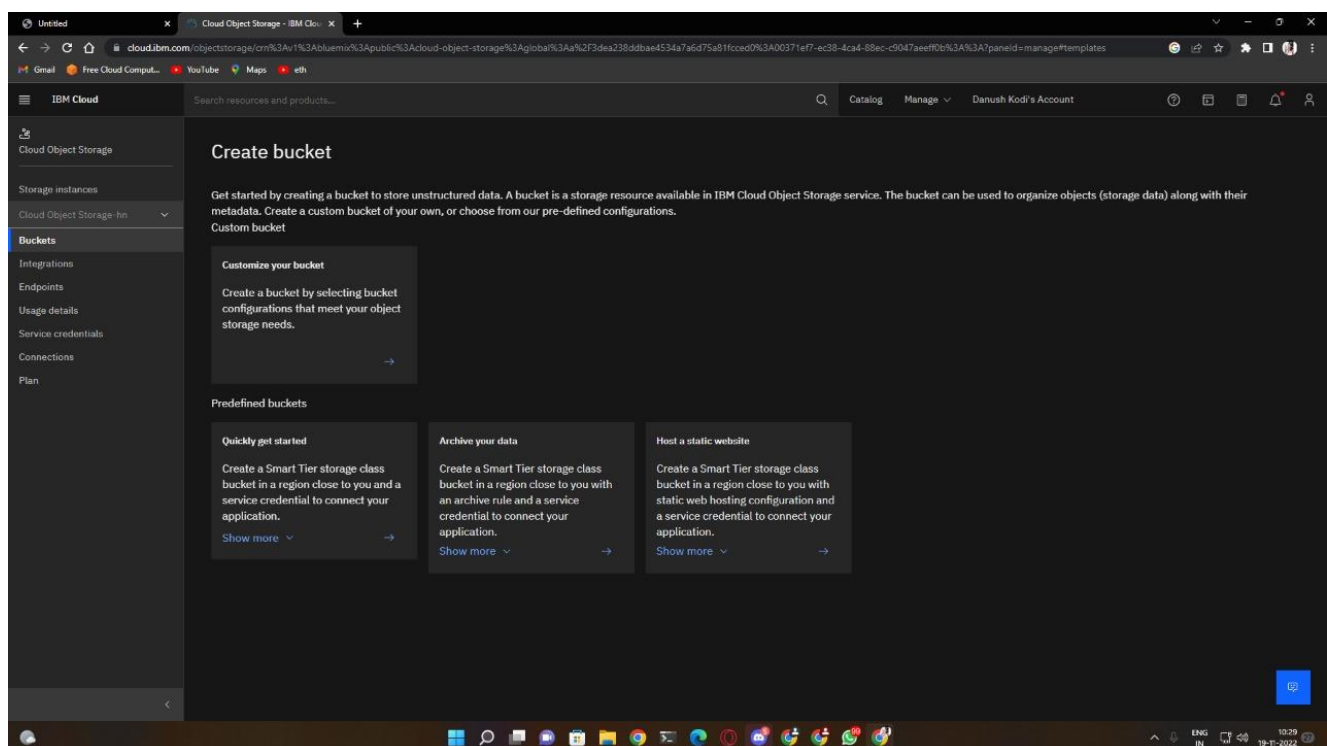 Untitled
Cloud Object Storage - IBM Clou
cloud.ibm.com/objectstorage/crn%3Av1%3Abluemix%3Apublic%3Acloud-object-storage%3Aglobal%3Aa%2F3dea238ddbae4534a7a6d75a81fcced0%3A00371ef7-ec38-4ca4-88ec-c9047aeeff0b%3A%3A?paneId=manage#templates
Gmail Free Cloud Comput... YouTube Maps eth
IBM Cloud Search resources and products... Catalog Manage Danush Kodi's Account
Cloud Object Storage
Storage instances
Cloud Object Storage-hn
Buckets
Integrations
Endpoints
Usage details
Service credentials
Connections
Plan
Create bucket
Get started by creating a bucket to store unstructured data. A bucket is a storage resource available in IBM Cloud Object Storage service. The bucket can be used to organize objects (storage data) along with their
metadata. Create a custom bucket of your own, or choose from our pre-defined configurations.
Custom bucket
Customize your bucket
Create a bucket by selecting bucket
configurations that meet your object
storage needs.
Predefined buckets
Quickly get started
Create a Smart Tier storage class
bucket in a region close to you and a
service credential to connect your
application.
Show more
Archive your data
Create a Smart Tier storage class
bucket in a region close to you with
an archive rule and a service
credential to connect your
application.
Show more
Host a static website
Create a Smart Tier storage class
bucket in a region close to you with
static web hosting configuration and
a service credential to connect your
application.
Show more
ENG
IN
10:29
19-11-2022